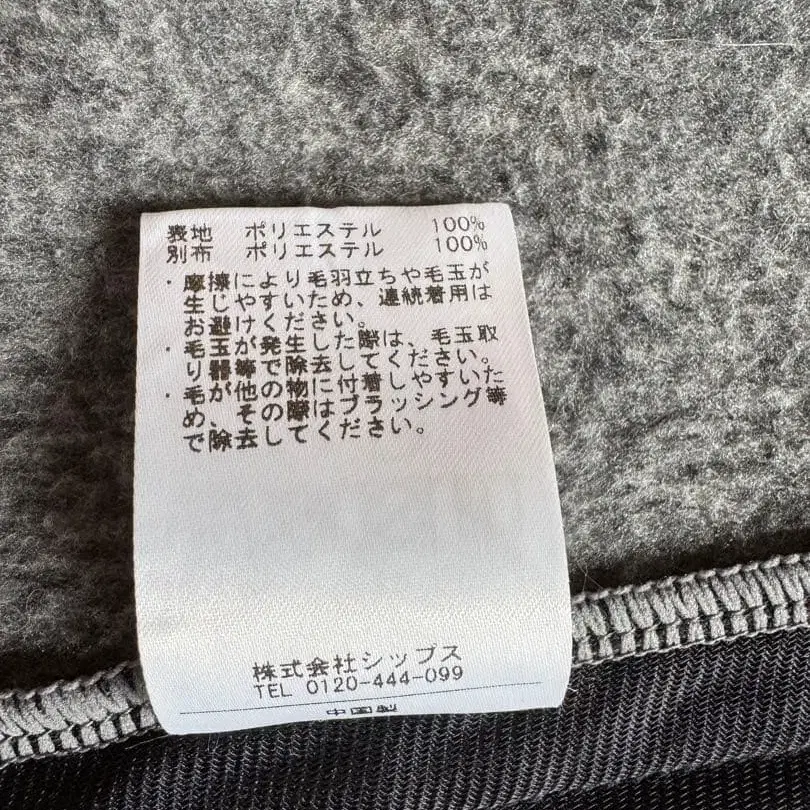 表地 ポリエステル 100%
別布 ポリエステル 100%
・摩擦により毛羽立ちや毛玉が
生じやすいため、連続着用は
お避けください。
・毛玉が発生した際は、毛玉取
り器等で除去してください。
・毛が他の物に付着しやすいた
め、その際はブラッシング等
で除去してください。
株式会社シップス
TEL 0120-444-099
中国製